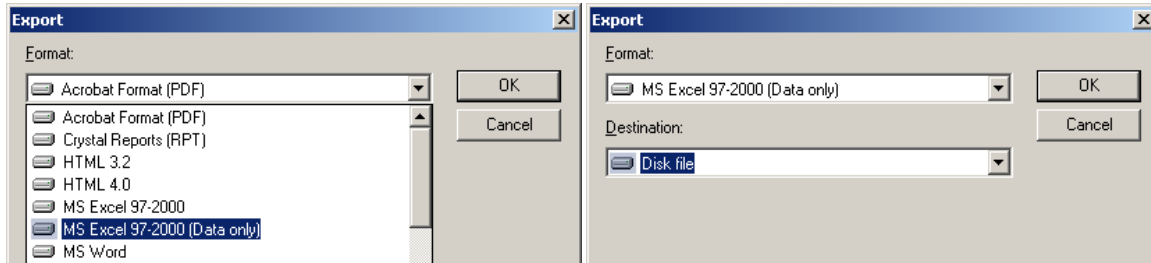 Export
Format:
Acrobat Format (PDF)
OK
Acrobat Format (PDF)
Cancel
Crystal Reports (RPT)
HTML 3.2
HTML 4.0
MS Excel 97-2000
MS Excel 97-2000 (Data only)
MS Word
Export
Format:
MS Excel 97-2000 (Data only)
OK
Destination:
Cancel
Disk file